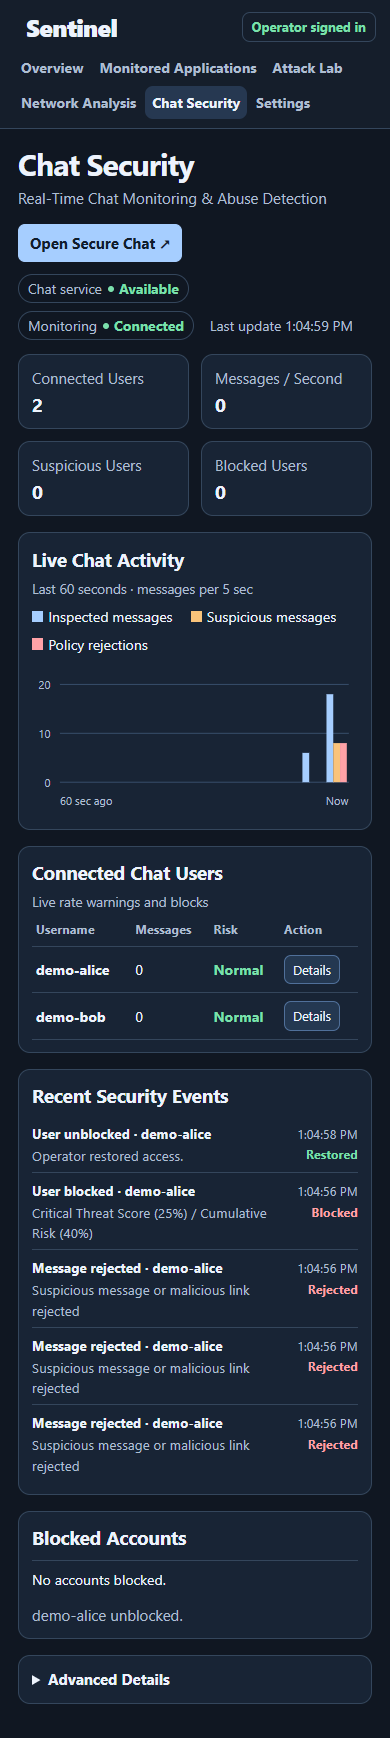 Sentinel
Operator signed in
Overview Monitored Applications Attack Lab
Network Analysis Chat Security Settings
Chat Security
Real-Time Chat Monitoring & Abuse Detection
Open Secure Chat ↗
Chat service • Available
Monitoring • Connected Last update 1:04:59 PM
Connected Users
2
Messages / Second
0
Suspicious Users
0
Blocked Users
0
Live Chat Activity
Last 60 seconds · messages per 5 sec
Inspected messages Suspicious messages
Policy rejections
20
10
0
60 sec ago Now
Connected Chat Users
Live rate warnings and blocks
Username Messages Risk Action
demo-alice 0 Normal Details
demo-bob 0 Normal Details
Recent Security Events
User unblocked · demo-alice 1:04:58 PM
Operator restored access. Restored
User blocked · demo-alice 1:04:56 PM
Critical Threat Score (25%) / Cumulative Blocked
Risk (40%)
Message rejected · demo-alice 1:04:56 PM
Suspicious message or malicious link Rejected
rejected
Message rejected · demo-alice 1:04:56 PM
Suspicious message or malicious link Rejected
rejected
Message rejected · demo-alice 1:04:56 PM
Suspicious message or malicious link Rejected
rejected
Blocked Accounts
No accounts blocked.
demo-alice unblocked.
▶ Advanced Details